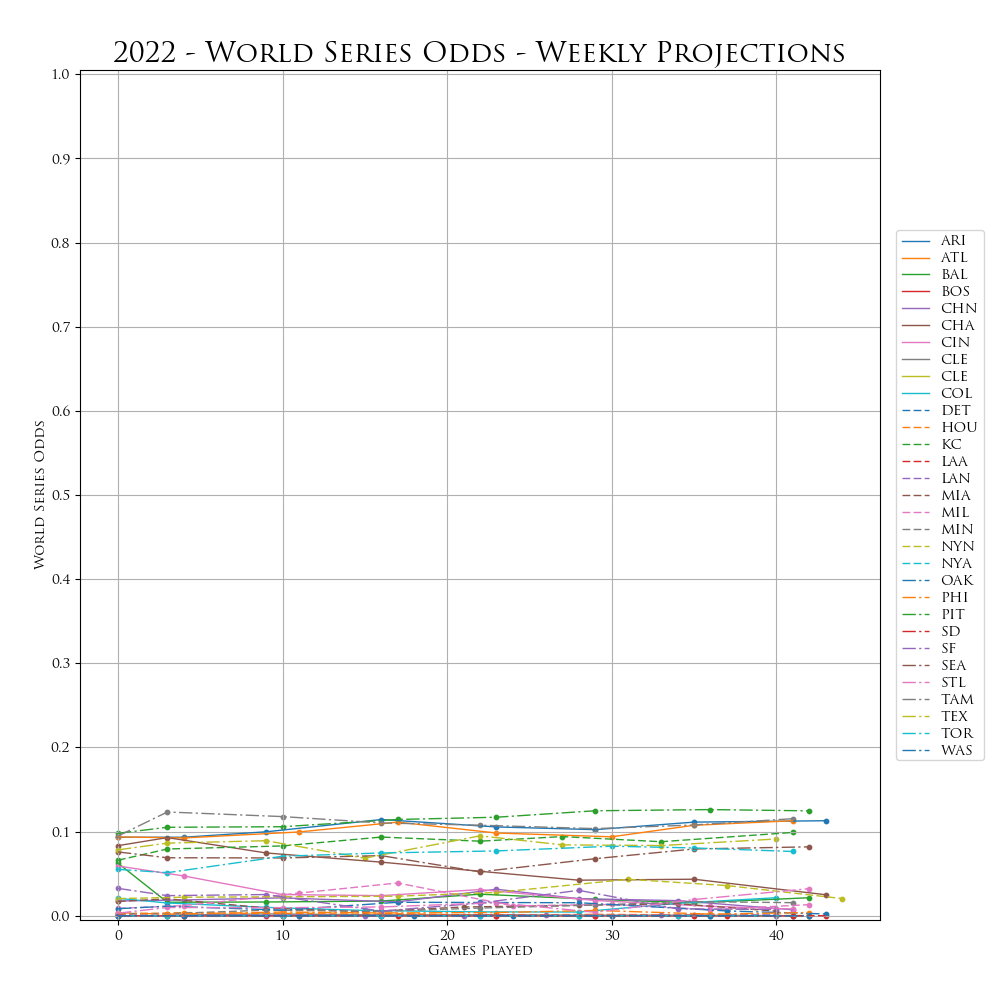 2022 - World Series Odds - Weekly Projections
1.0
0.9
0.8
0.7
0.6
0.5
0.4
0.3
0.2
0.1
0.0
World Series Odds
0 10 20 30 40
Games Played
ARI
ATL
BAL
BOS
CHN
CHA
CIN
CLE
CLE
COL
DET
HOU
KC
LAA
LAN
MIA
MIL
MIN
NYN
NYA
OAK
PHI
PIT
SD
SF
SEA
STL
TAM
TEX
TOR
WAS